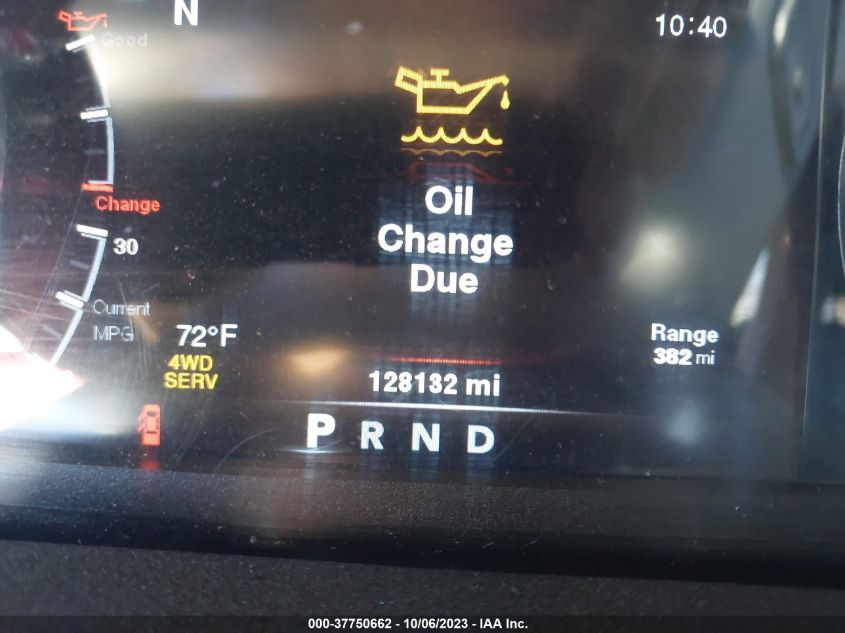 N
10:40
Good
Oil
Change
Due
Change
30
Current
MPG
72°F
Range
382 mi
4WD
SERV
128132 mi
P R N D
000-37750662 - 10/06/2023 - IAA Inc.